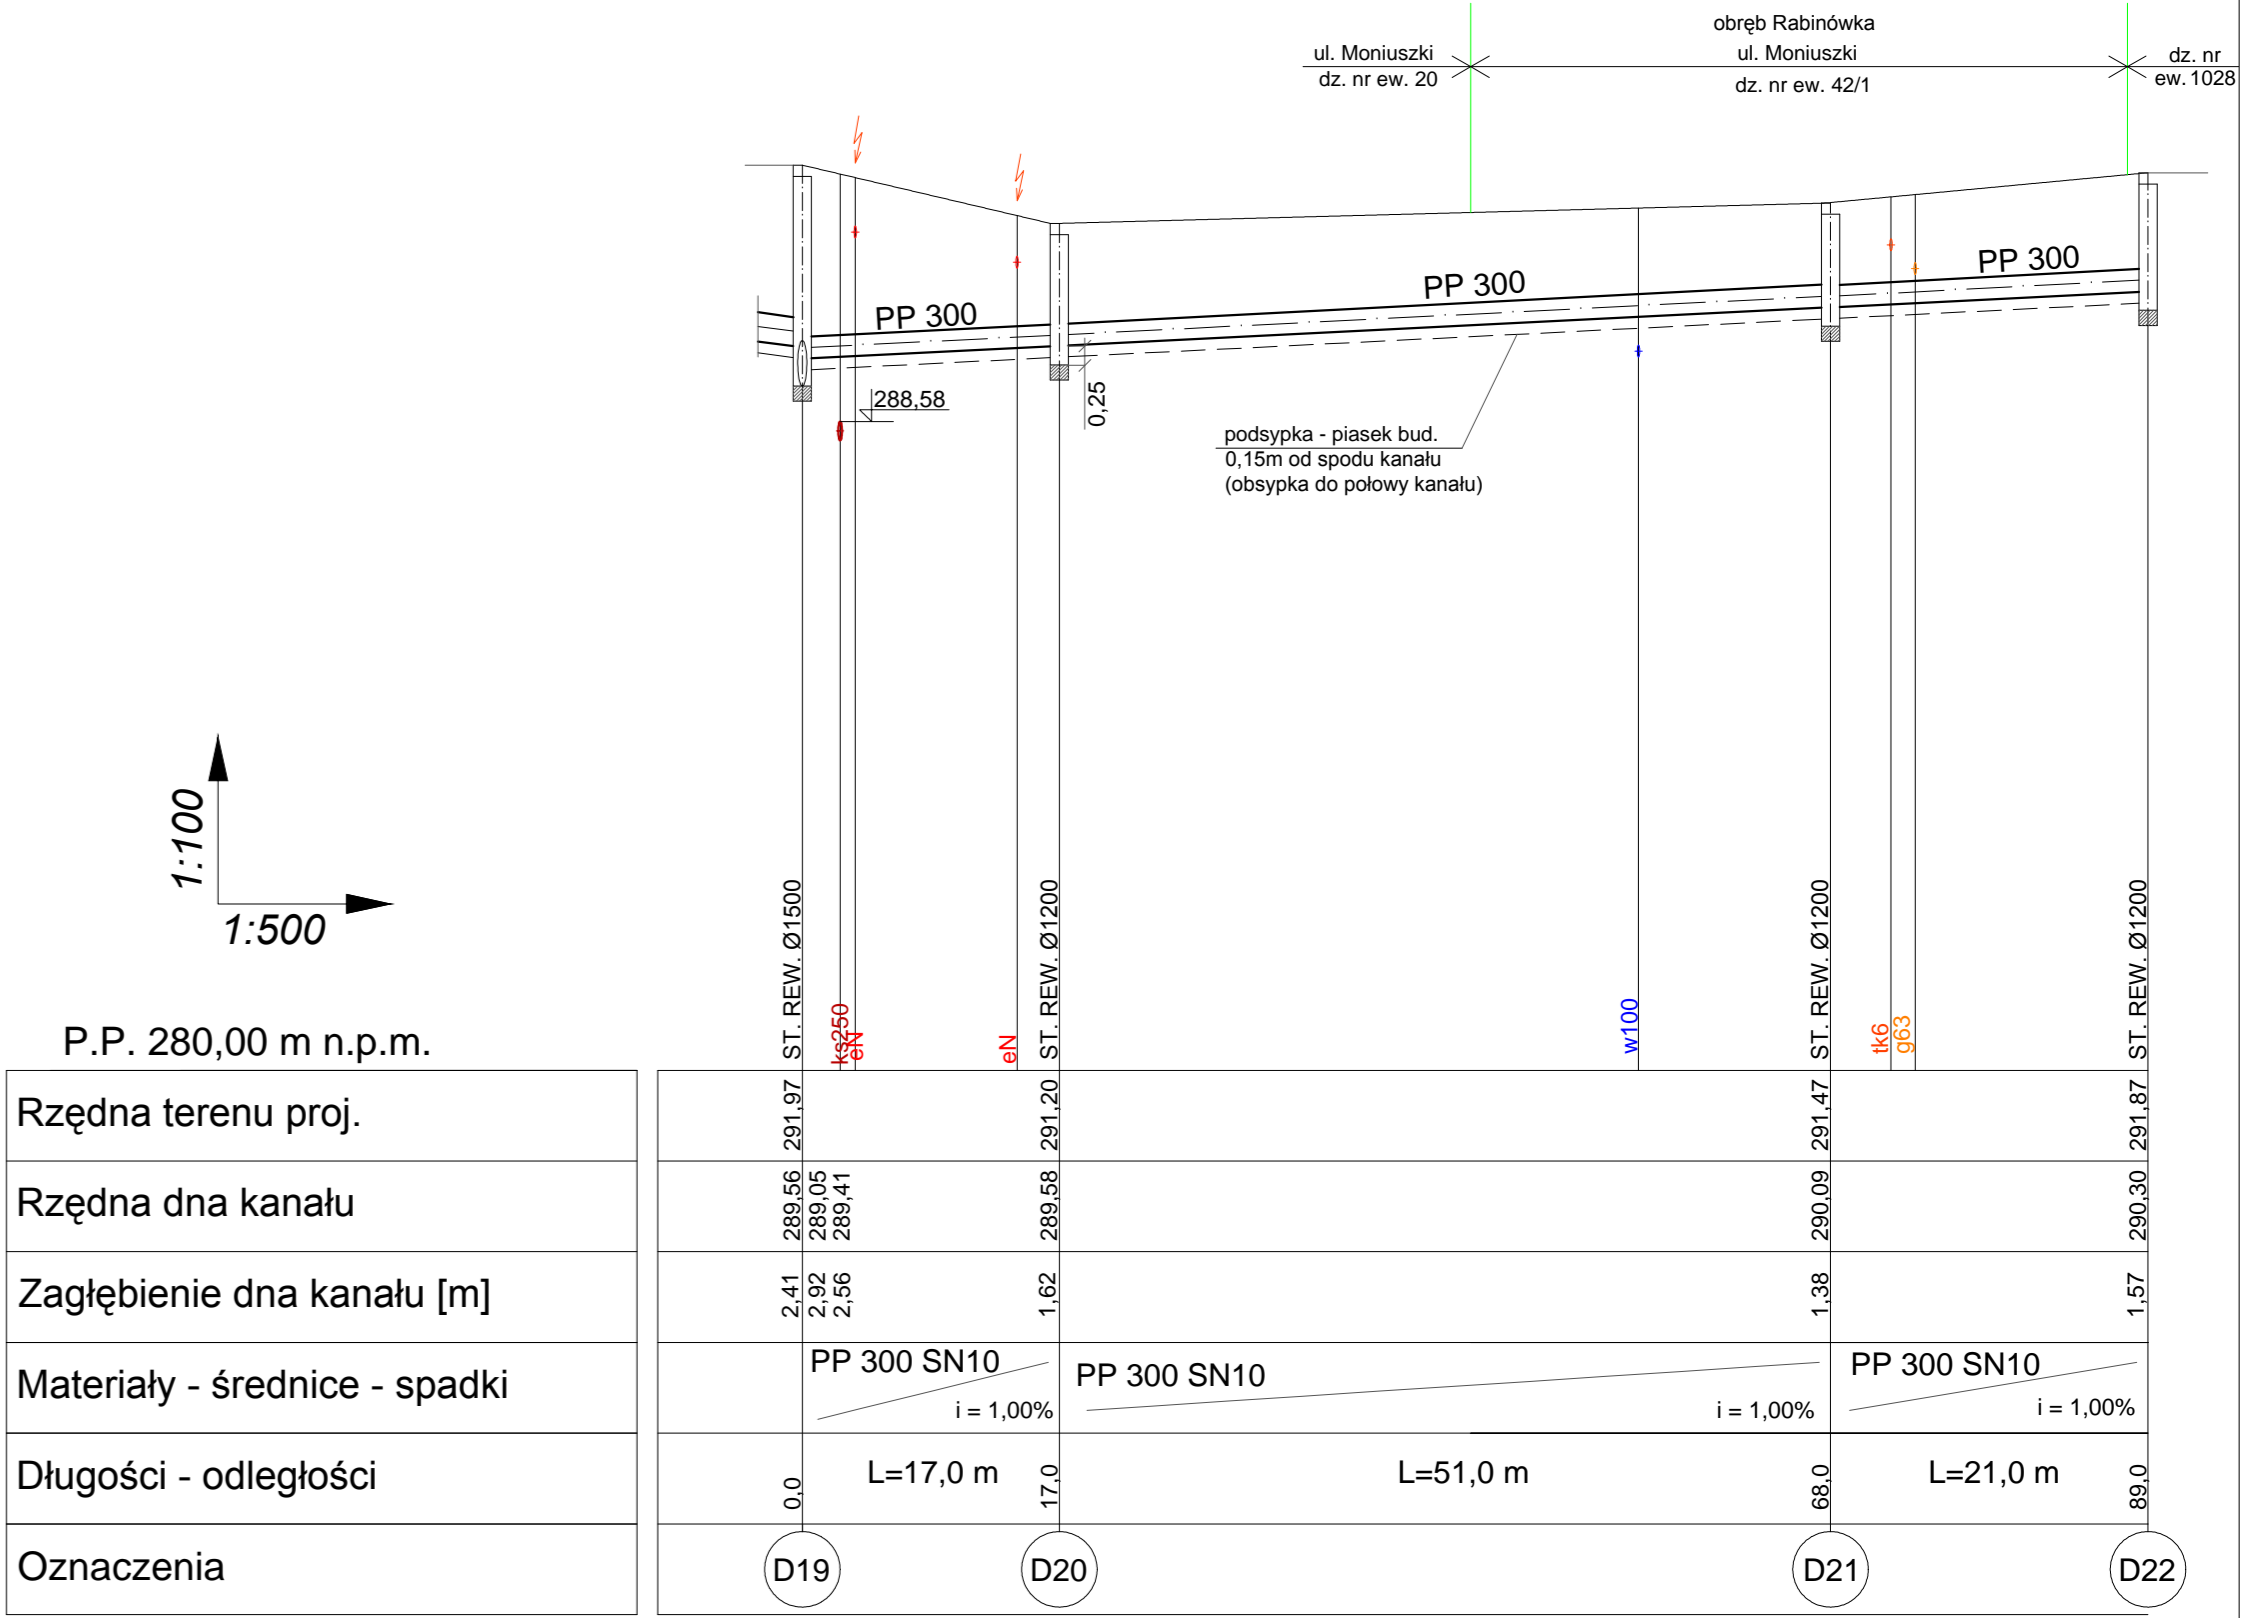 obręb Rabinówka
ul. Moniuszki
dz. nr ew. 20
ul. Moniuszki
dz. nr ew. 42/1
dz. nr
ew. 1028
PP 300
PP 300
PP 300
288,58
0,25
podsypka - piasek bud.
0,15m od spodu kanału
(obsypka do połowy kanału)
1:100
1:500
ST. REW. Ø1500
ks250
eN
eN
ST. REW. Ø1200
w100
ST. REW. Ø1200
tk6
g63
ST. REW. Ø1200
P.P. 280,00 m n.p.m.
Rzędna terenu proj.
291,97
291,20
291,47
291,87
Rzędna dna kanału
289,56
289,05
289,41
289,58
290,09
290,30
Zagłębienie dna kanału [m]
2,41
2,92
2,56
1,62
1,38
1,57
Materiały - średnice - spadki
PP 300 SN10
i = 1,00%
PP 300 SN10
i = 1,00%
PP 300 SN10
i = 1,00%
Długości - odległości
0,0
L=17,0 m
17,0
L=51,0 m
68,0
L=21,0 m
89,0
Oznaczenia
D19
D20
D21
D22